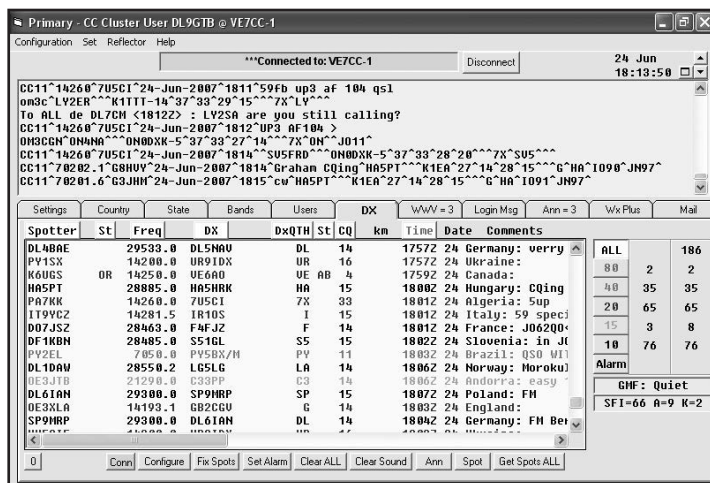 Primary - CC Cluster User DL9GTB @ VE7CC-1
Configuration Set Reflector Help
***Connected to: VE7CC-1 Disconnect 24 Jun 18:13:50
CC11^14260^7U5CI^24-Jun-2007^1811^59fb up3 af 104 qsl
om3c^LY2ER^^^K1TTT-14^37^33^29^15^^^7X^LY^^^
To ALL de DL7CM <1812Z> : LY2SA are you still calling?
CC11^14260^7U5CI^24-Jun-2007^1812^UP3 AF104 >
OM3CGN^ON4NA^^^ON0DXK-5^37^33^27^14^^^7X^ON^^JO11^
CC11^14260^7U5CI^24-Jun-2007^1814^^SV5FRD^^^ON0DXK-5^37^33^28^20^^^7X^SV5^^^
CC11^70202.1^G8HVY^24-Jun-2007^1814^Graham CQing^HA5PT^^^K1EA^27^14^28^15^^^G^HA^IO90^JN97^
CC11^70201.6^G3JHM^24-Jun-2007^1815^cw^HA5PT^^^K1EA^27^14^28^15^^^G^HA^IO91^JN97^
Settings Country State Bands Users DX WWV = 3 Login Msg Ann = 3 Wx Plus Mail
Spotter St Freq DX DxQTH St CQ km Time Date Comments
DL4BAE 29533.0 DL5NAV DL 14 1757Z 24 Germany: verry
PY1SX 14200.0 UR9IDX UR 16 1757Z 24 Ukraine:
K6UGS OR 14250.0 VE6AO VE AB 4 1759Z 24 Canada:
HA5PT 28885.0 HA5HRK HA 15 1800Z 24 Hungary: CQing
PA7KK 14260.0 7U5CI 7X 33 1801Z 24 Algeria: 5up
IT9YCZ 14281.5 IR1OS I 15 1801Z 24 Italy: 59 speci
DO7JSZ 28463.0 F4FJZ F 14 1801Z 24 France: JO62QO<
DF1KBN 28485.0 S51GL S5 15 1802Z 24 Slovenia: in JO
PY2EL 7050.0 PY5BX/M PY 11 1803Z 24 Brazil: QSO WIT
DL1DAW 28550.2 LG5LG LA 14 1806Z 24 Norway: Morokul
OE3JTB 21290.0 C33PP C3 14 1806Z 24 Andorra: easy
DL6IAN 29300.0 SP9MRP SP 15 1807Z 24 Poland: FM
OE3XLA 14193.1 GB2CGV G 14 1803Z 24 England:
SP9MRP 29300.0 DL6IAN DL 14 1804Z 24 Germany: FM Ber
ALL 186
80 2 2
40 35 35
20 65 65
15 3 8
10 76 76
Alarm
GMF: Quiet
SFI=66 A=9 K=2
0 Conn Configure Fix Spots Set Alarm Clear ALL Clear Sound Ann Spot Get Spots ALL